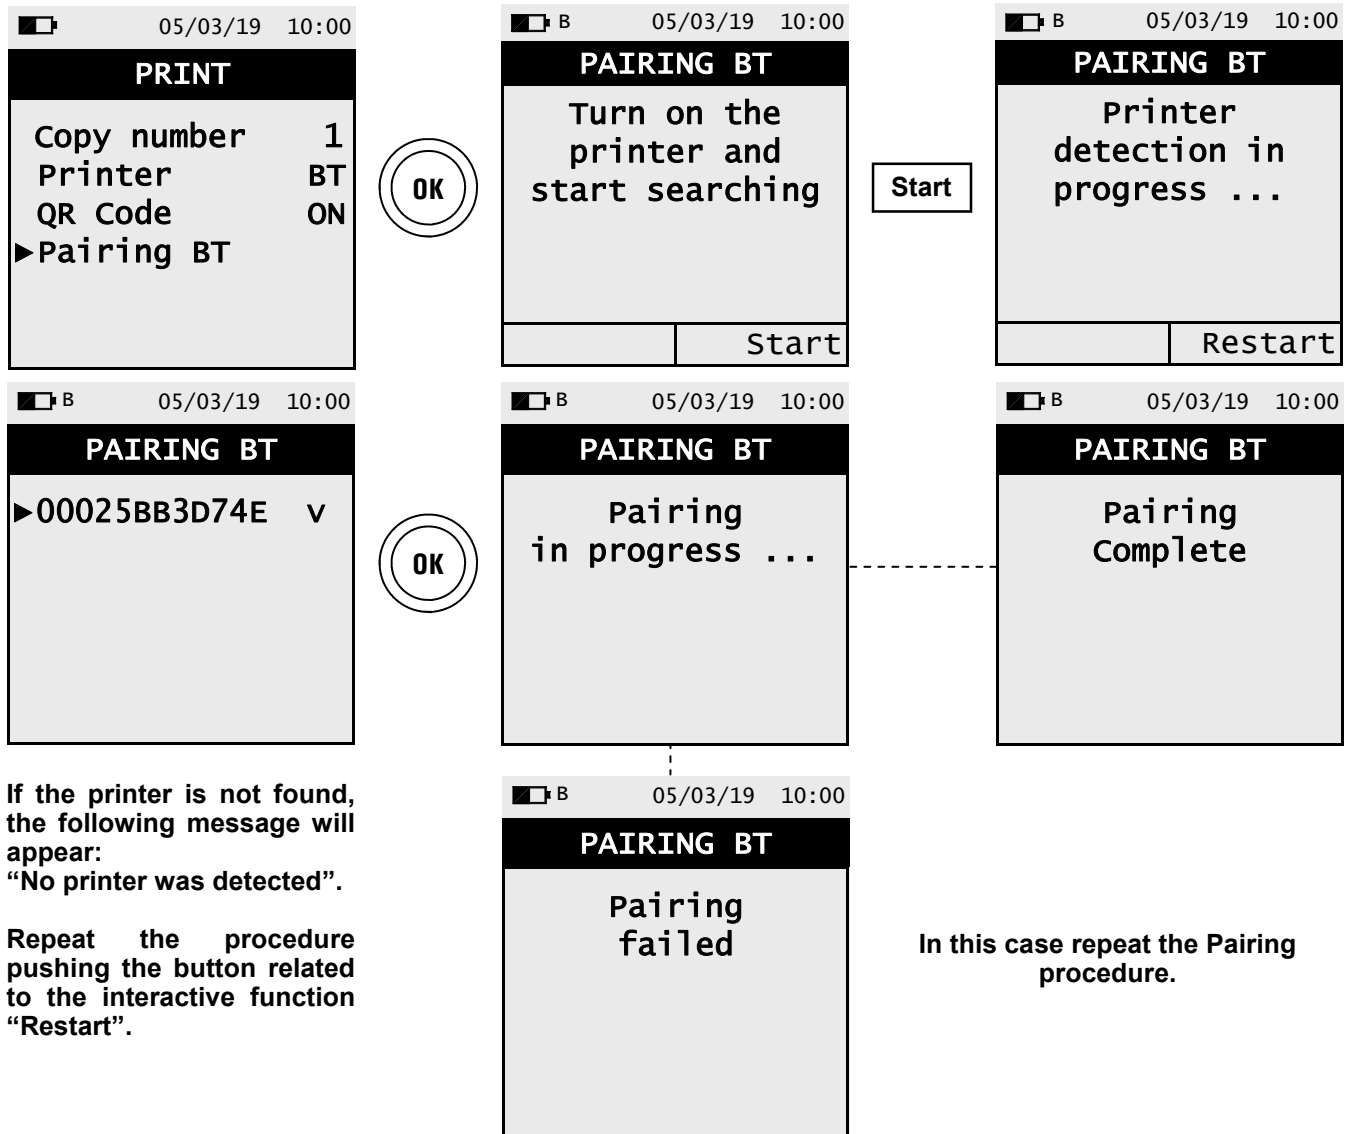 05/03/19 10:00
PRINT
Copy number 1
Printer BT
QR Code ON
►Pairing BT
OK
B 05/03/19 10:00
PAIRING BT
Turn on the
printer and
start searching
Start
Start
B 05/03/19 10:00
PAIRING BT
Printer
detection in
progress ...
Restart
B 05/03/19 10:00
PAIRING BT
►00025BB3D74E v
OK
B 05/03/19 10:00
PAIRING BT
Pairing
in progress ...
B 05/03/19 10:00
PAIRING BT
Pairing
Complete
If the printer is not found,
the following message will
appear:
“No printer was detected”.
Repeat the procedure
pushing the button related
to the interactive function
“Restart”.
B 05/03/19 10:00
PAIRING BT
Pairing
failed
In this case repeat the Pairing
procedure.